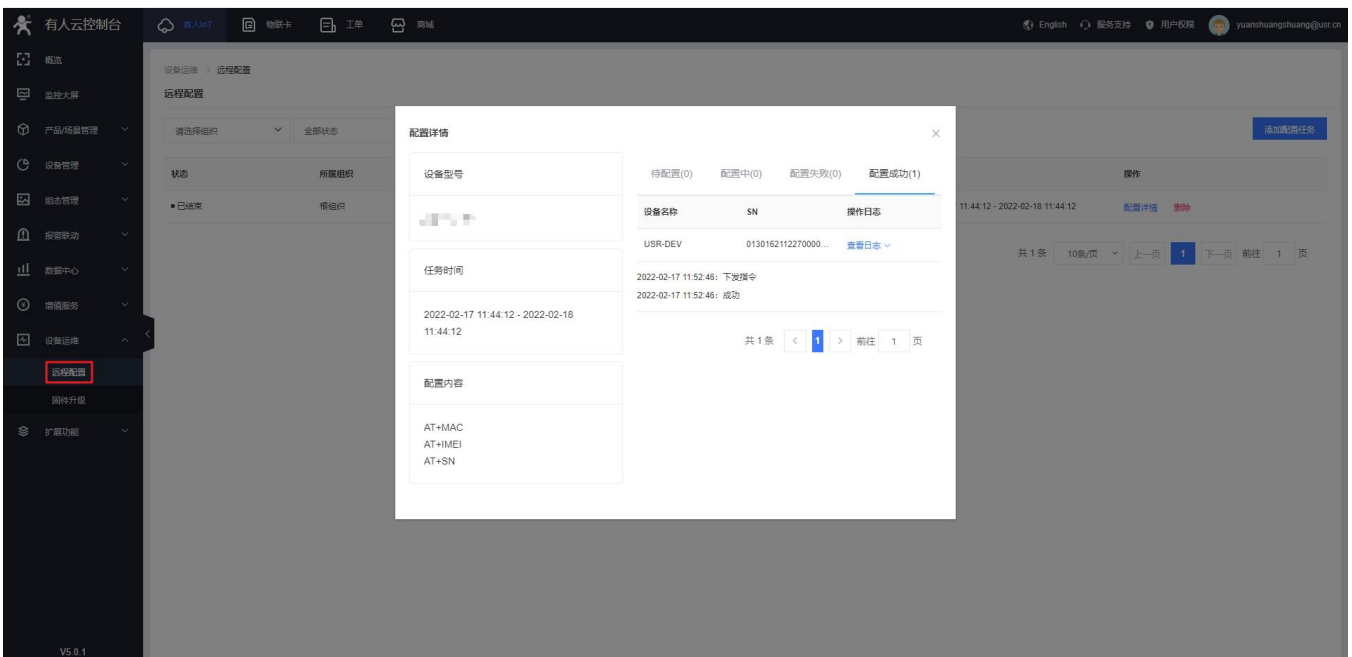 有人云控制台
有人IoT 物联卡 工单 商城
English 服务支持 用户权限 yuanshuangshuang@usr.cn
概览
监控大屏
产品/场景管理
设备管理
组态管理
报警联动
数据中心
增值服务
设备运维
远程配置
固件升级
扩展功能
V5.0.1
设备运维 > 远程配置
远程配置
请选择组织 全部状态 添加配置任务
状态 所属组织 操作
已结束 根组织 11:44:12 - 2022-02-18 11:44:12 配置详情 删除
共 1 条 10条/页 上一页 1 下一页 前往 1 页
配置详情
设备型号
任务时间
2022-02-17 11:44:12 - 2022-02-18
11:44:12
配置内容
AT+MAC
AT+IMEI
AT+SN
待配置(0) 配置中(0) 配置失败(0) 配置成功(1)
设备名称 SN 操作日志
USR-DEV 0130162112270000... 查看日志
2022-02-17 11:52:46：下发指令
2022-02-17 11:52:46：成功
共 1 条 < 1 > 前往 1 页